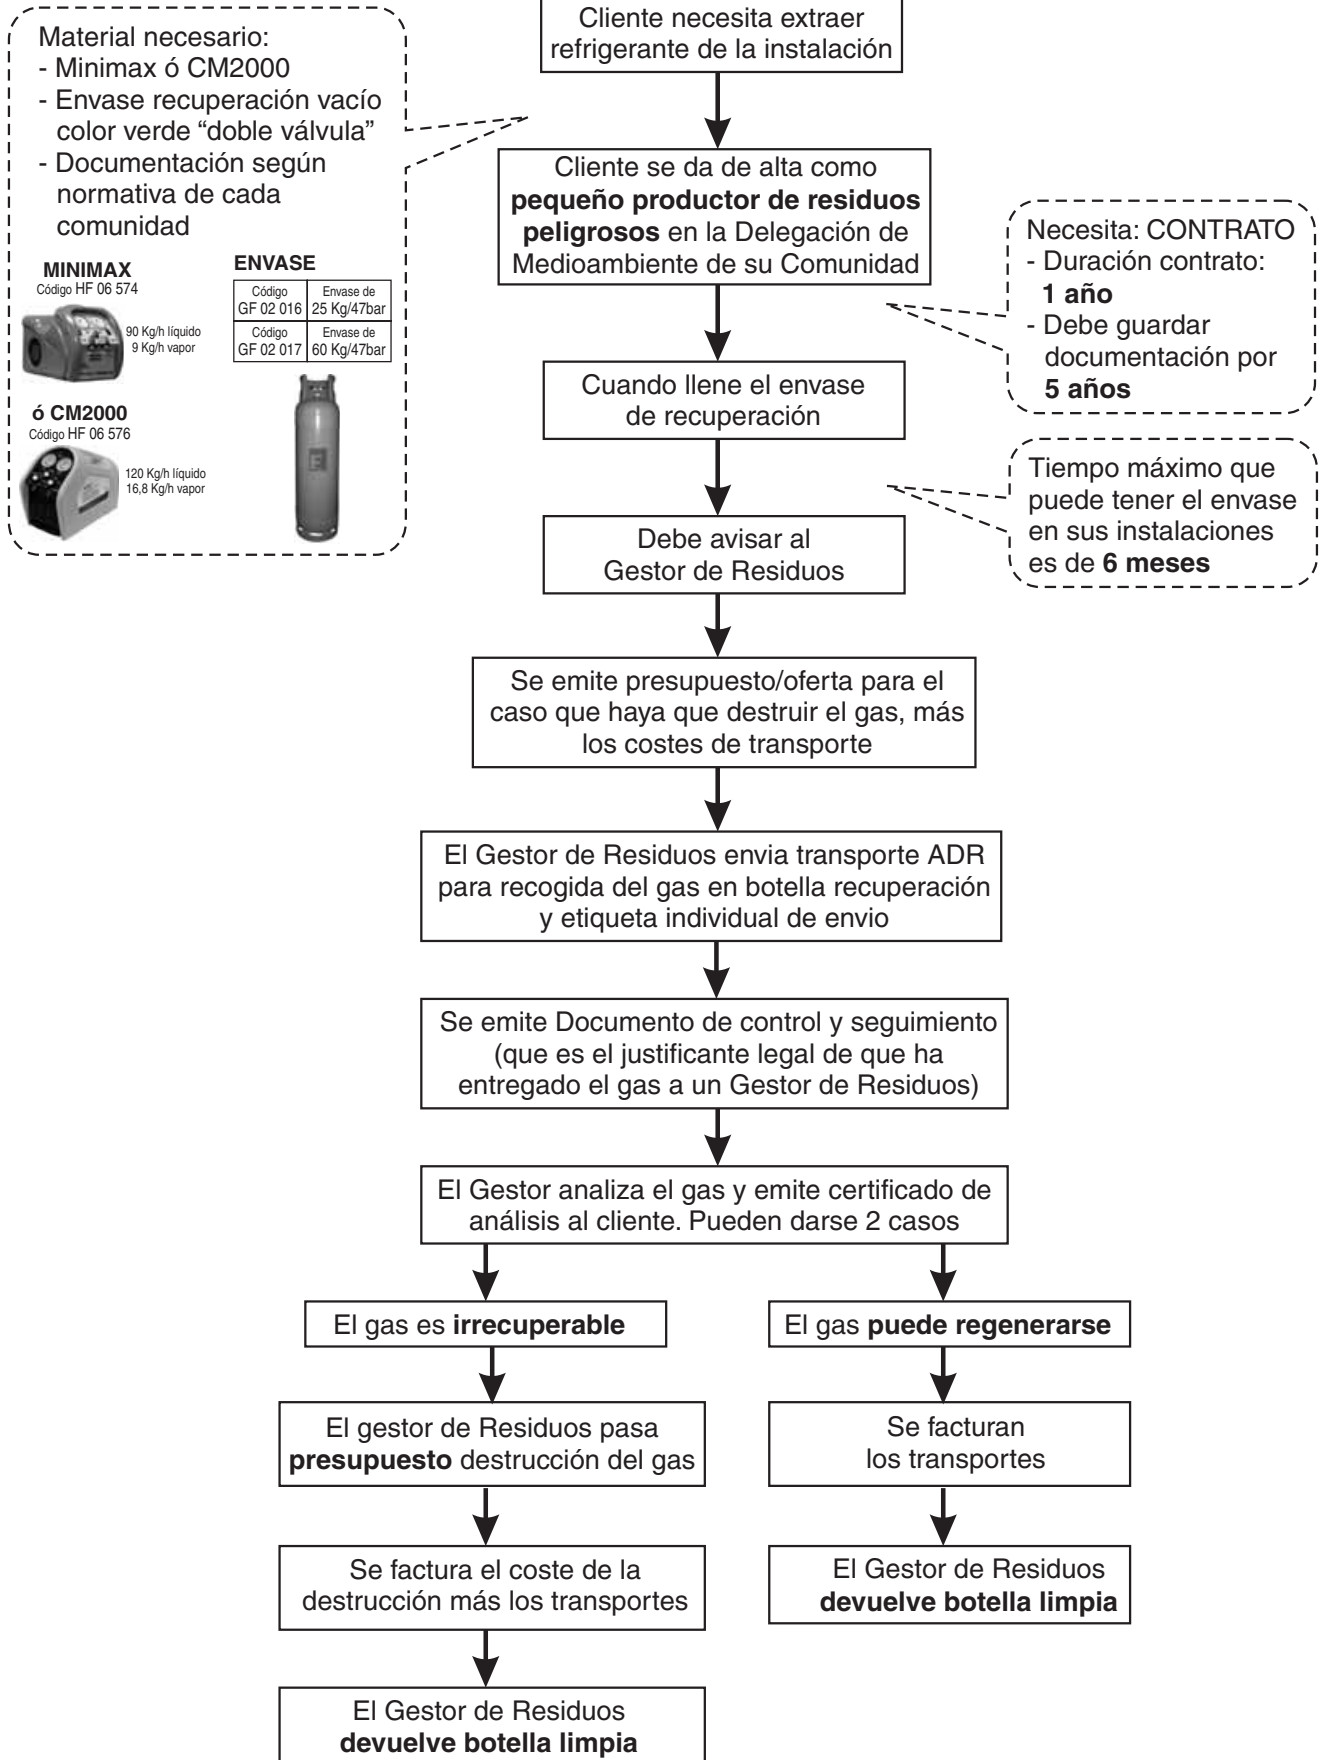 Material necesario:
- Minimax ó CM2000
- Envase recuperación vacío
color verde “doble válvula”
- Documentación según
normativa de cada
comunidad
MINIMAX
Código HF 06 574
90 Kg/h líquido
9 Kg/h vapor
ó CM2000
Código HF 06 576
120 Kg/h líquido
16,8 Kg/h vapor
ENVASE
Código Envase de
GF 02 016 25 Kg/47bar
Código Envase de
GF 02 017 60 Kg/47bar
Cliente necesita extraer
refrigerante de la instalación
Cliente se da de alta como
pequeño productor de residuos
peligrosos en la Delegación de
Medioambiente de su Comunidad
Necesita: CONTRATO
- Duración contrato:
1 año
- Debe guardar
documentación por
5 años
Cuando llene el envase
de recuperación
Tiempo máximo que
puede tener el envase
en sus instalaciones
es de 6 meses
Debe avisar al
Gestor de Residuos
Se emite presupuesto/oferta para el
caso que haya que destruir el gas, más
los costes de transporte
El Gestor de Residuos envia transporte ADR
para recogida del gas en botella recuperación
y etiqueta individual de envio
Se emite Documento de control y seguimiento
(que es el justificante legal de que ha
entregado el gas a un Gestor de Residuos)
El Gestor analiza el gas y emite certificado de
análisis al cliente. Pueden darse 2 casos
El gas es irrecuperable
El gestor de Residuos pasa
presupuesto destrucción del gas
Se factura el coste de la
destrucción más los transportes
El Gestor de Residuos
devuelve botella limpia
El gas puede regenerarse
Se facturan
los transportes
El Gestor de Residuos
devuelve botella limpia